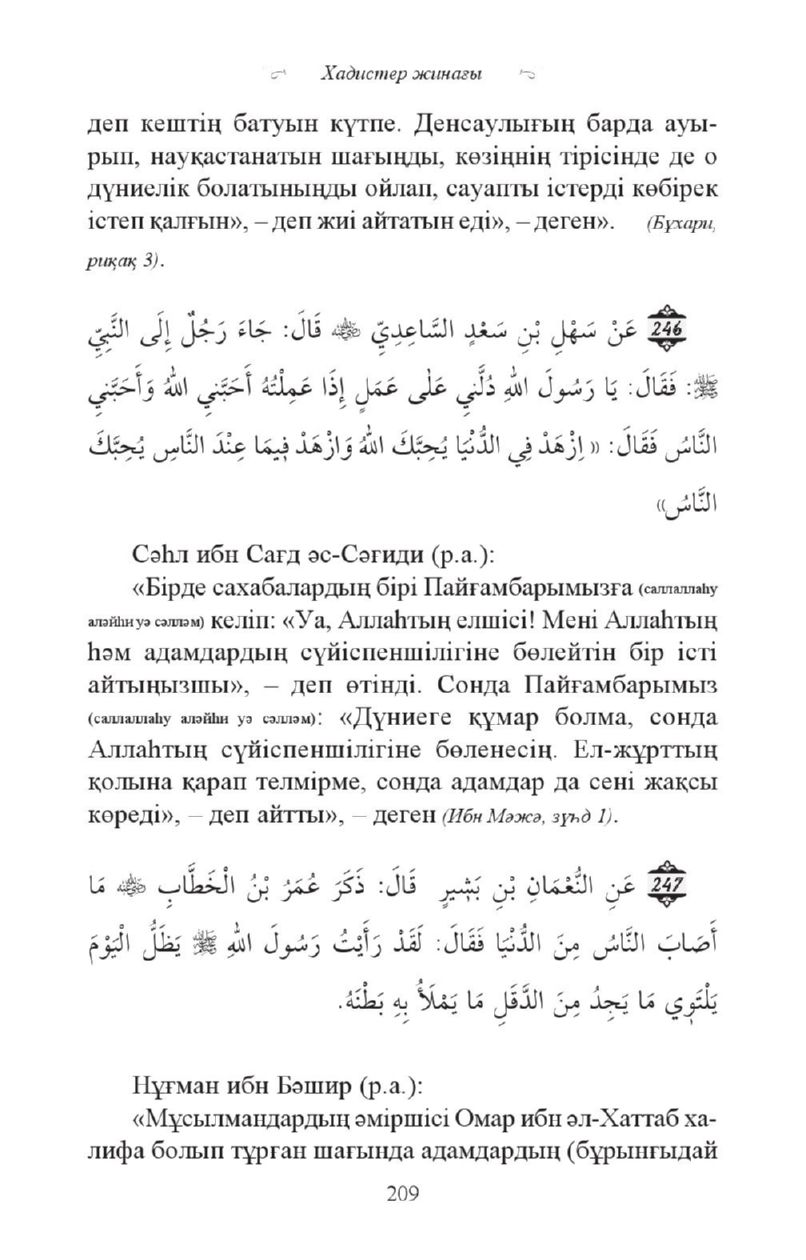 Хадистер жинағы
деп кештің батуын күтпе. Денсаулығың барда ауы-
рып, науқастанатын шағыңды, көзіңнің тірісінде де о
дүниелік болатыныңды ойлап, сауапты істерді көбірек
істеп қалғын», – деп жиі айтатын еді», – деген». (Бұхари,
риқақ 3).
246 عَنْ سَهْلِ بْنِ سَعْدٍ السَّاعِدِيِّ ﷺ قَالَ: جَاءَ رَجُلٌ إِلَى النَّبِيِّ
ﷺ: فَقَالَ: يَا رَسُولَ اللهِ دُلَّنِي عَلٰى عَمَلٍ إِذَا عَمِلْتُهُ أَحَبَّنِي اللهُ وَأَحَبَّنِي
النَّاسُ فَقَالَ: « اِزْهَدْ فِي الدُّنْيَا يُحِبَّكَ اللهُ وَازْهَدْ فِيمَا عِنْدَ النَّاسِ يُحِبَّكَ
النَّاسُ»
Сәһл ибн Сағд әс-Сәғиди (р.а.):
«Бірде сахабалардың бірі Пайғамбарымызға (саллаллаһу
аләйһи уә сәлләм) келіп: «Уа, Аллаһтың елшісі! Мені Аллаһтың
һәм адамдардың сүйіспеншілігіне бөлейтін бір істі
айтыңызшы», – деп өтінді. Сонда Пайғамбарымыз
(саллаллаһу аләйһи уә сәлләм): «Дүниеге құмар болма, сонда
Аллаһтың сүйіспеншілігіне бөленесің. Ел-жұрттың
қолына қарап телмірме, сонда адамдар да сені жақсы
көреді», – деп айтты», – деген (Ибн Мәжә, зүһд 1).
247 عَنِ النُّعْمَانِ بْنِ بَشِيرٍ قَالَ: ذَكَرَ عُمَرُ بْنُ الْخَطَّابِ ﷺ مَا
أَصَابَ النَّاسُ مِنَ الدُّنْيَا فَقَالَ: لَقَدْ رَأَيْتُ رَسُولَ اللهِ ﷺ يَظَلُّ الْيَوْمَ
يَلْتَوِي مَا يَجِدُ مِنَ الدَّقَلِ مَا يَمْلَأُ بِهِ بَطْنَهُ.
Нұғман ибн Бәшир (р.а.):
«Мұсылмандардың әміршісі Омар ибн әл-Хаттаб ха-
лифа болып тұрған шағында адамдардың (бұрынғыдай
209